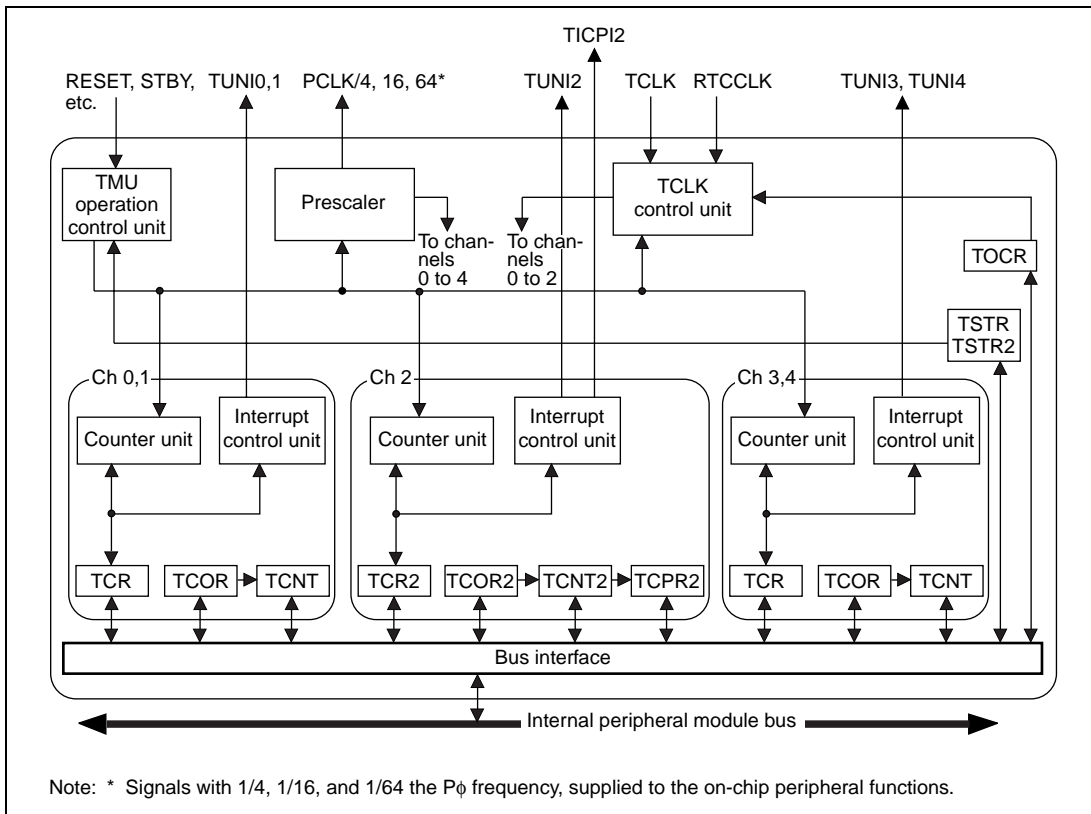 TICPI2
RESET, STBY,
etc.
TUNI0,1
PCLK/4, 16, 64*
TUNI2
TCLK
RTCCLK
TUNI3, TUNI4
TMU
operation
control unit
Prescaler
TCLK
control unit
To chan-
nels
0 to 4
To chan-
nels
0 to 2
TOCR
TSTR
TSTR2
Ch 0,1
Counter unit
Interrupt
control unit
TCR
TCOR
TCNT
Ch 2
Counter unit
Interrupt
control unit
TCR2
TCOR2
TCNT2
TCPR2
Ch 3,4
Counter unit
Interrupt
control unit
TCR
TCOR
TCNT
Bus interface
Internal peripheral module bus
Note: * Signals with 1/4, 1/16, and 1/64 the Pϕ frequency, supplied to the on-chip peripheral functions.